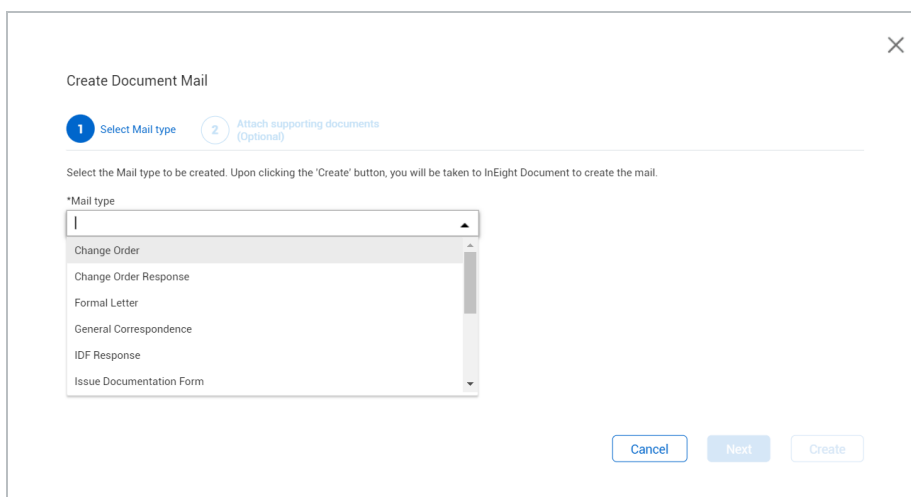 Create Document Mail
1 Select Mail type
2 Attach supporting documents
(Optional)
Select the Mail type to be created. Upon clicking the 'Create' button, you will be taken to InEight Document to create the mail.
*Mail type
Change Order
Change Order Response
Formal Letter
General Correspondence
IDF Response
Issue Documentation Form
Cancel Next Create